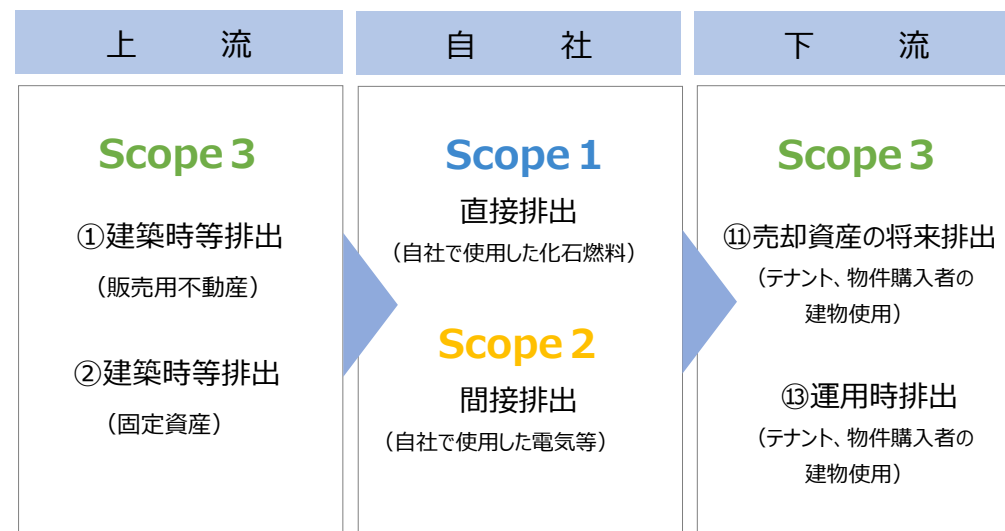 上 流
Scope 3
①建築時等排出
（販売用不動産）
②建築時等排出
（固定資産）
自 社
Scope 1
直接排出
（自社で使用した化石燃料）
Scope 2
間接排出
（自社で使用した電気等）
下 流
Scope 3
⑪売却資産の将来排出
（テナント、物件購入者の
建物使用）
⑬運用時排出
（テナント、物件購入者の
建物使用）